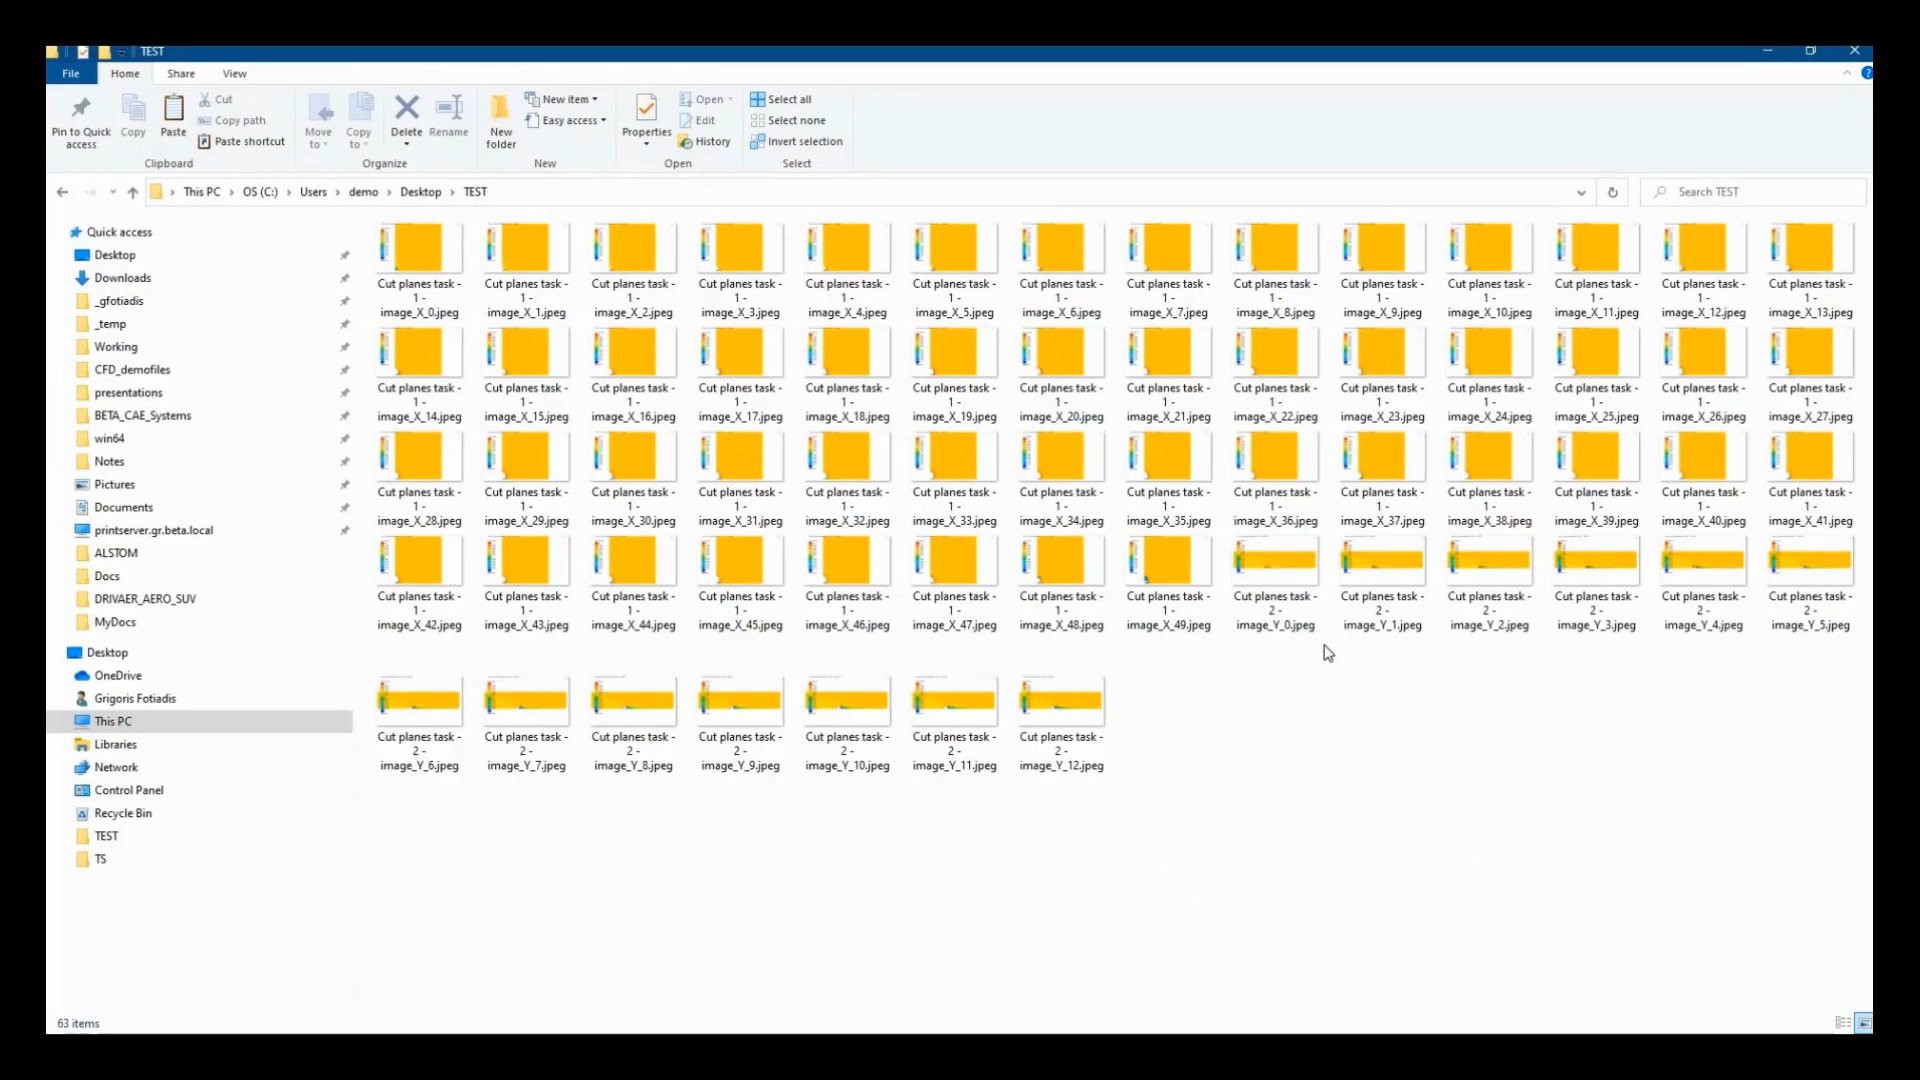 TEST
File Home Share View
Pin to Quick access
Copy
Paste
Cut
Copy path
Paste shortcut
Clipboard
Move to
Copy to
Delete
Rename
Organize
New folder
New item
Easy access
New
Properties
Open
Edit
History
Open
Select all
Select none
Invert selection
Select
This PC > OS (C:) > Users > demo > Desktop > TEST
Search TEST
Quick access
Desktop
Downloads
_gfotiadis
_temp
Working
CFD_demofiles
presentations
BETA_CAE_Systems
win64
Notes
Pictures
Documents
printserver.gr.beta.local
ALSTOM
Docs
DRIVAER_AERO_SUV
MyDocs
Desktop
OneDrive
Grigoris Fotiadis
This PC
Libraries
Network
Control Panel
Recycle Bin
TEST
TS
Cut planes task - 1 - image_X_0.jpeg
Cut planes task - 1 - image_X_1.jpeg
Cut planes task - 1 - image_X_2.jpeg
Cut planes task - 1 - image_X_3.jpeg
Cut planes task - 1 - image_X_4.jpeg
Cut planes task - 1 - image_X_5.jpeg
Cut planes task - 1 - image_X_6.jpeg
Cut planes task - 1 - image_X_7.jpeg
Cut planes task - 1 - image_X_8.jpeg
Cut planes task - 1 - image_X_9.jpeg
Cut planes task - 1 - image_X_10.jpeg
Cut planes task - 1 - image_X_11.jpeg
Cut planes task - 1 - image_X_12.jpeg
Cut planes task - 1 - image_X_13.jpeg
Cut planes task - 1 - image_X_14.jpeg
Cut planes task - 1 - image_X_15.jpeg
Cut planes task - 1 - image_X_16.jpeg
Cut planes task - 1 - image_X_17.jpeg
Cut planes task - 1 - image_X_18.jpeg
Cut planes task - 1 - image_X_19.jpeg
Cut planes task - 1 - image_X_20.jpeg
Cut planes task - 1 - image_X_21.jpeg
Cut planes task - 1 - image_X_22.jpeg
Cut planes task - 1 - image_X_23.jpeg
Cut planes task - 1 - image_X_24.jpeg
Cut planes task - 1 - image_X_25.jpeg
Cut planes task - 1 - image_X_26.jpeg
Cut planes task - 1 - image_X_27.jpeg
Cut planes task - 1 - image_X_28.jpeg
Cut planes task - 1 - image_X_29.jpeg
Cut planes task - 1 - image_X_30.jpeg
Cut planes task - 1 - image_X_31.jpeg
Cut planes task - 1 - image_X_32.jpeg
Cut planes task - 1 - image_X_33.jpeg
Cut planes task - 1 - image_X_34.jpeg
Cut planes task - 1 - image_X_35.jpeg
Cut planes task - 1 - image_X_36.jpeg
Cut planes task - 1 - image_X_37.jpeg
Cut planes task - 1 - image_X_38.jpeg
Cut planes task - 1 - image_X_39.jpeg
Cut planes task - 1 - image_X_40.jpeg
Cut planes task - 1 - image_X_41.jpeg
Cut planes task - 1 - image_X_42.jpeg
Cut planes task - 1 - image_X_43.jpeg
Cut planes task - 1 - image_X_44.jpeg
Cut planes task - 1 - image_X_45.jpeg
Cut planes task - 1 - image_X_46.jpeg
Cut planes task - 1 - image_X_47.jpeg
Cut planes task - 1 - image_X_48.jpeg
Cut planes task - 1 - image_X_49.jpeg
Cut planes task - 2 - image_Y_0.jpeg
Cut planes task - 2 - image_Y_1.jpeg
Cut planes task - 2 - image_Y_2.jpeg
Cut planes task - 2 - image_Y_3.jpeg
Cut planes task - 2 - image_Y_4.jpeg
Cut planes task - 2 - image_Y_5.jpeg
Cut planes task - 2 - image_Y_6.jpeg
Cut planes task - 2 - image_Y_7.jpeg
Cut planes task - 2 - image_Y_8.jpeg
Cut planes task - 2 - image_Y_9.jpeg
Cut planes task - 2 - image_Y_10.jpeg
Cut planes task - 2 - image_Y_11.jpeg
Cut planes task - 2 - image_Y_12.jpeg
63 items